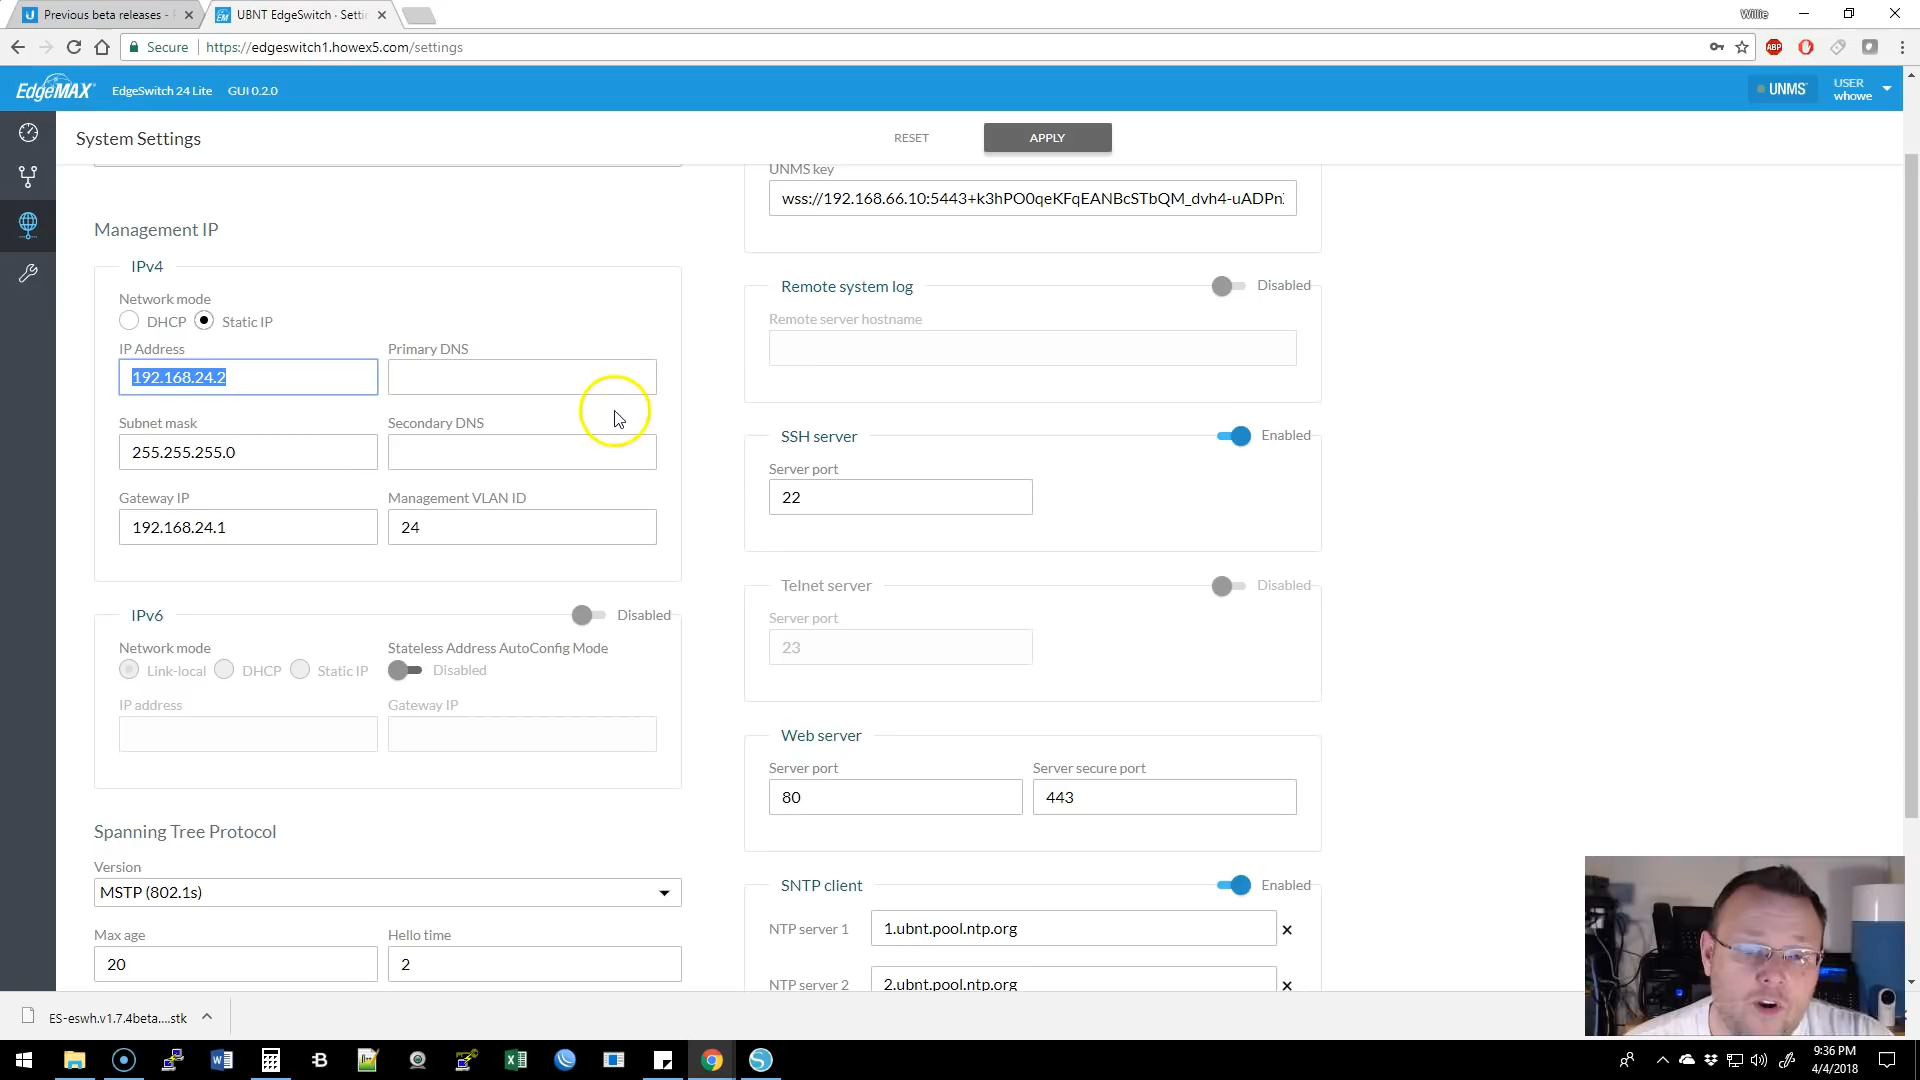 Previous beta releases -
UBNT EdgeSwitch - Setti
Willie
Secure
https://edgeswitch1.howex5.com/settings
ABP
EdgeMAX
EdgeSwitch 24 Lite
GUI 0.2.0
UNMS
USER
whowe
System Settings
RESET
APPLY
Management IP
IPv4
Network mode
DHCP
Static IP
IP Address
Primary DNS
192.168.24.2
Subnet mask
Secondary DNS
255.255.255.0
Gateway IP
Management VLAN ID
192.168.24.1
24
IPv6
Disabled
Network mode
Stateless Address AutoConfig Mode
Link-local
DHCP
Static IP
Disabled
IP address
Gateway IP
Spanning Tree Protocol
Version
MSTP (802.1s)
Max age
Hello time
20
2
UNMS key
wss://192.168.66.10:5443+k3hPO0qeKFqEANBcSTbQM_dvh4-uADPn
Remote system log
Disabled
Remote server hostname
SSH server
Enabled
Server port
22
Telnet server
Disabled
Server port
23
Web server
Server port
Server secure port
80
443
SNTP client
Enabled
NTP server 1
1.ubnt.pool.ntp.org
NTP server 2
2.ubnt.pool.ntp.org
ES-eswh.v1.7.4beta....stk
9:36 PM
4/4/2018